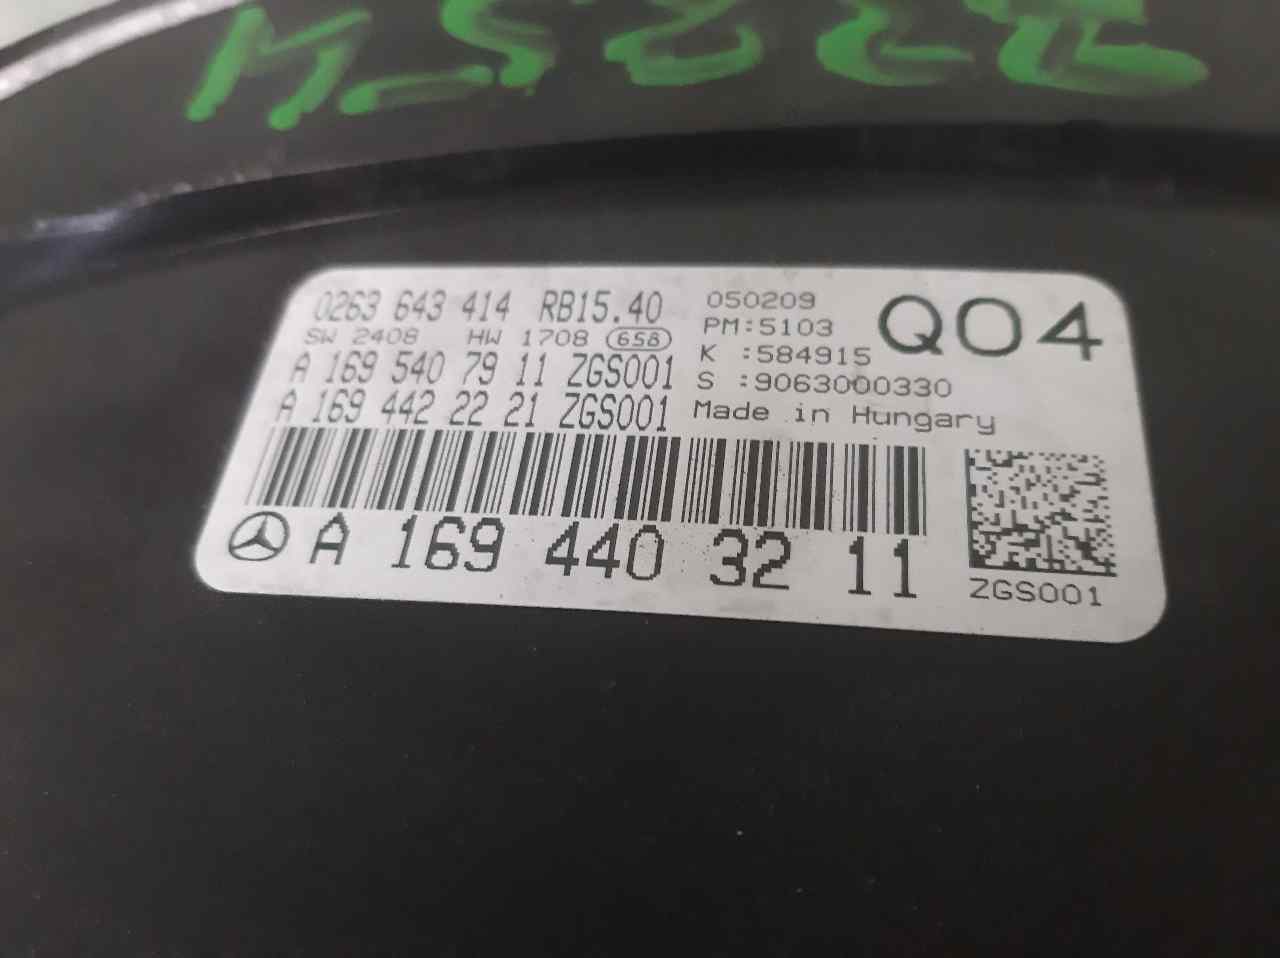 0263 643 414 RB15.40
SW 2408 HW 1708 658
A 169 540 79 11 ZGS001
A 169 442 22 21 ZGS001
050209
PM:5103
K :584915
S :9063000330
Made in Hungary
Q04
A 169 440 32 11
ZGS001